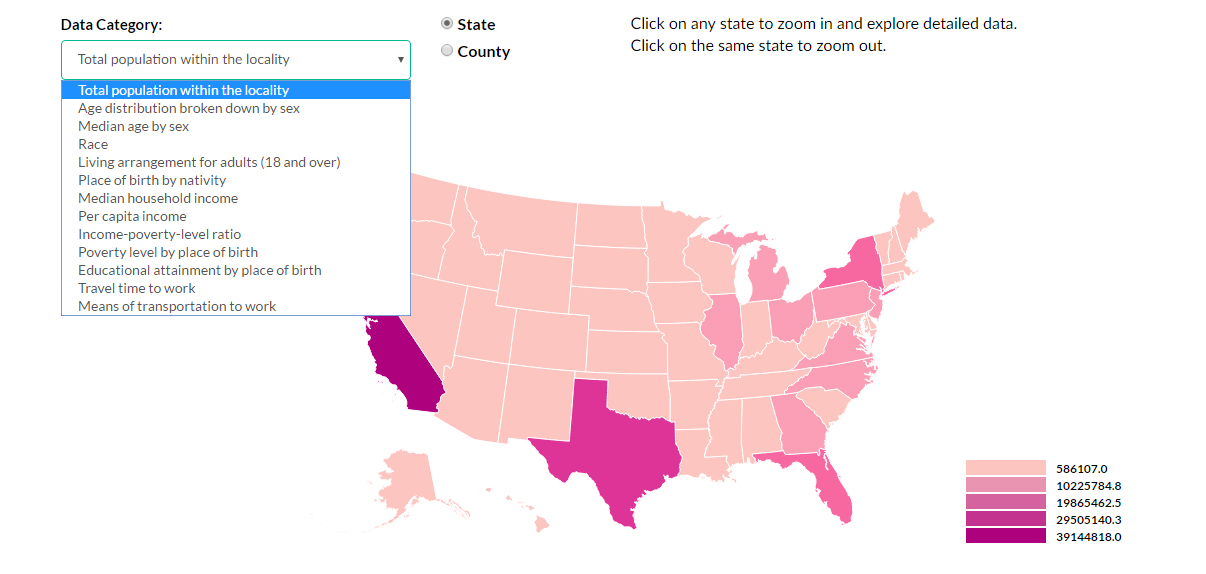 Data Category:
Total population within the locality
Total population within the locality
Age distribution broken down by sex
Median age by sex
Race
Living arrangement for adults (18 and over)
Place of birth by nativity
Median household income
Per capita income
Income-poverty-level ratio
Poverty level by place of birth
Educational attainment by place of birth
Travel time to work
Means of transportation to work
State
County
Click on any state to zoom in and explore detailed data.
Click on the same state to zoom out.
586107.0
10225784.8
19865462.5
29505140.3
39144818.0